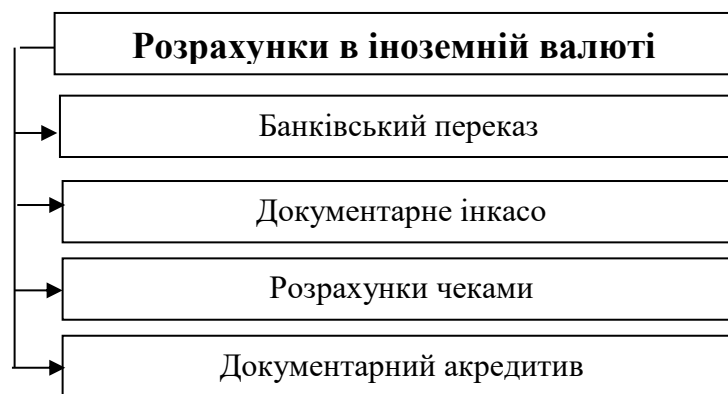 Розрахунки в іноземній валюті
Банківський переказ
Документарне інкасо
Розрахунки чеками
Документарний акредитив